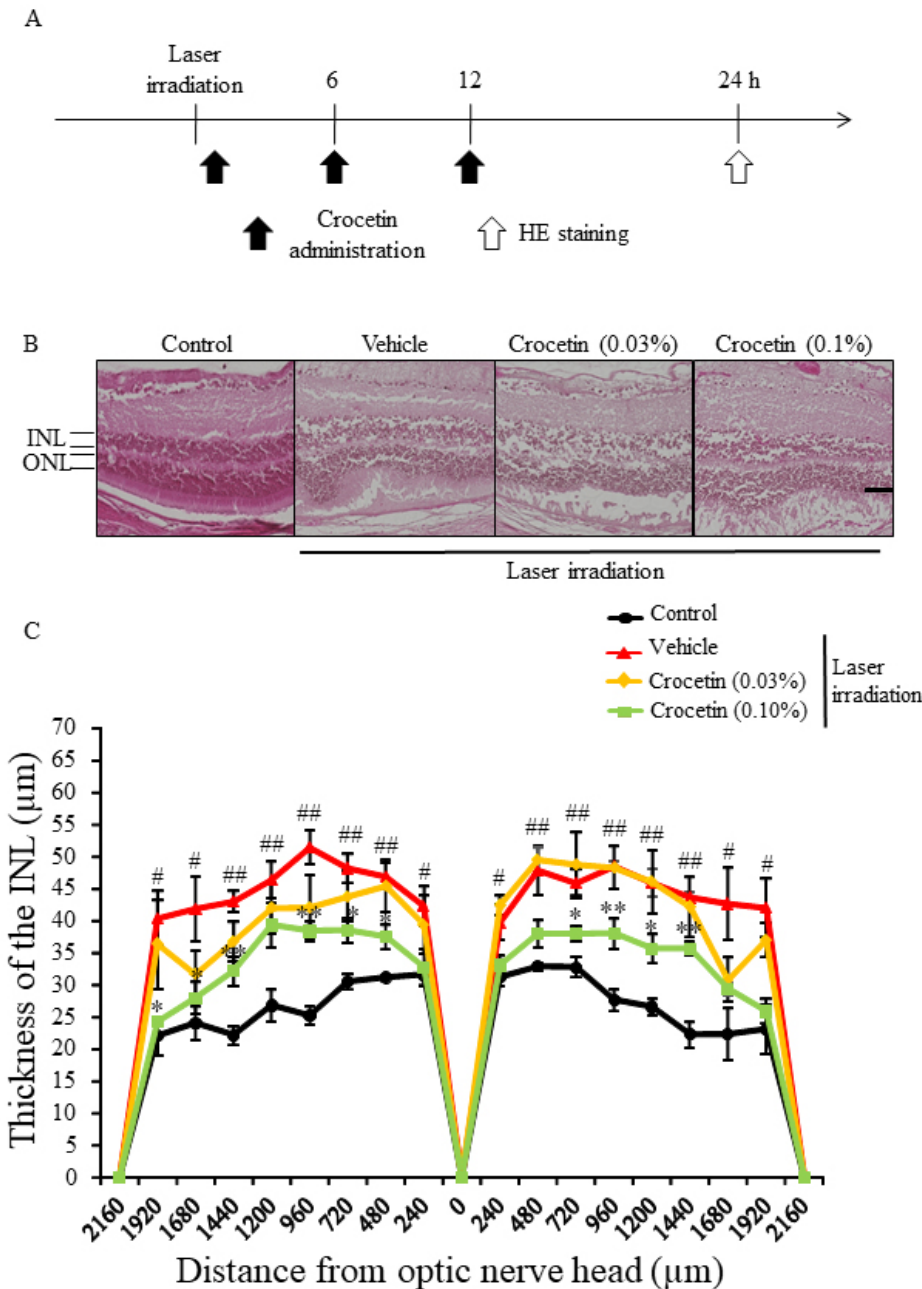 A
Laser
irradiation
6
12
24 h
Crocetin
administration
HE staining
B
Control
Vehicle
Crocetin (0.03%)
Crocetin (0.1%)
INL
ONL
Laser irradiation
C
Control
Vehicle
Crocetin (0.03%)
Crocetin (0.10%)
Laser
irradiation
Thickness of the INL (μm)
70
65
60
55
50
45
40
35
30
25
20
15
10
5
0
# # ## ## ## ## ## #
# ## ## ## ## ## # #
* * ** ** * *
* ** * **
2160 1920 1680 1440 1200 960 720 480 240 0 240 480 720 960 1200 1440 1680 1920 2160
Distance from optic nerve head (μm)